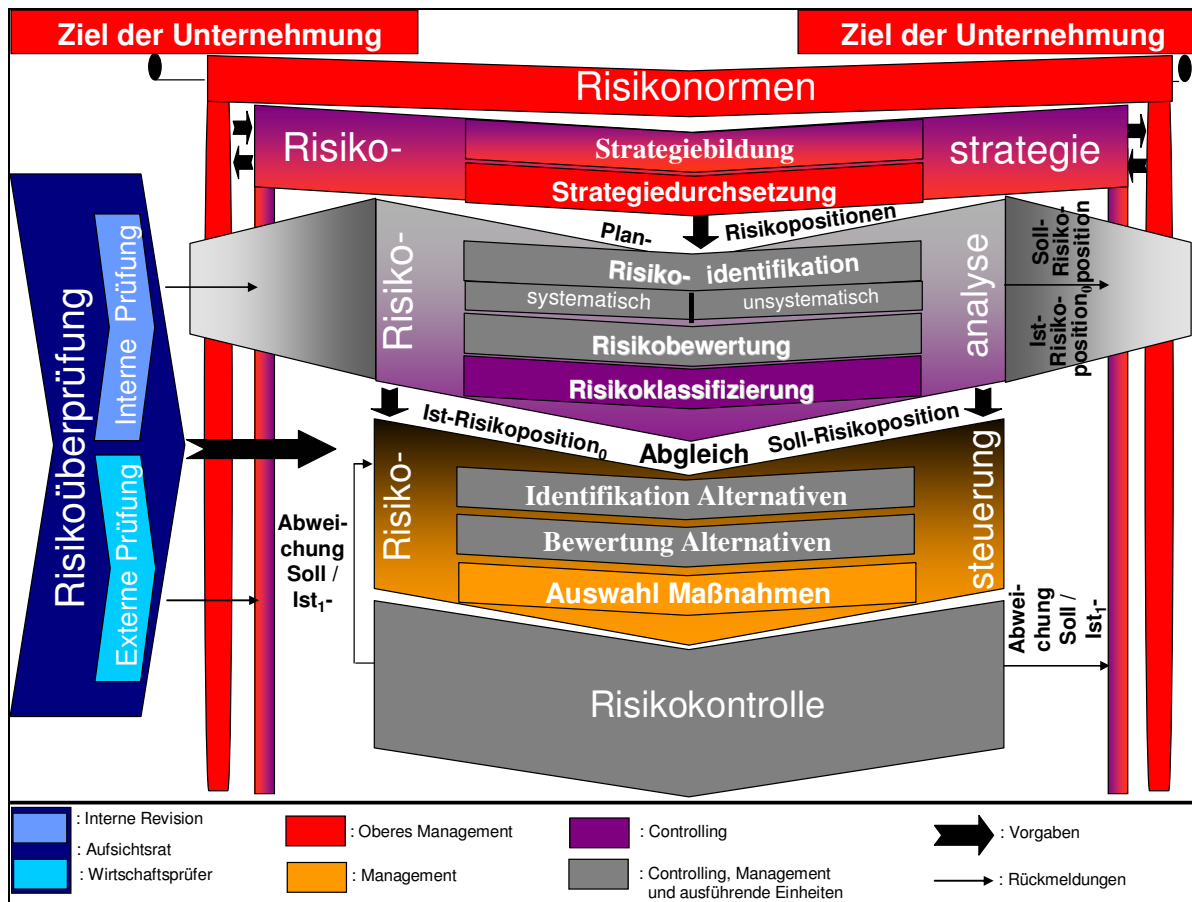 Ziel der Unternehmung
Ziel der Unternehmung
Risikonormen
Risiko-
strategie
Strategiebildung
Strategiedurchsetzung
Plan-
Risikopositionen
Risiko-
analyse
Risiko- identifikation
systematisch
unsystematisch
Risikobewertung
Risikoklassifizierung
Soll-
Risiko-
position
Ist-
Risiko-
position₀
Risikoüberprüfung
Interne Prüfung
Externe Prüfung
Ist-Risikoposition₀
Abgleich
Soll-Risikoposition
Risiko-
steuerung
Identifikation Alternativen
Bewertung Alternativen
Auswahl Maßnahmen
Abwei-
chung
Soll /
Ist₁-
Abwei-
chung
Soll /
Ist₁-
Risikokontrolle
: Interne Revision
: Aufsichtsrat
: Wirtschaftsprüfer
: Oberes Management
: Management
: Controlling
: Controlling, Management
und ausführende Einheiten
: Vorgaben
: Rückmeldungen